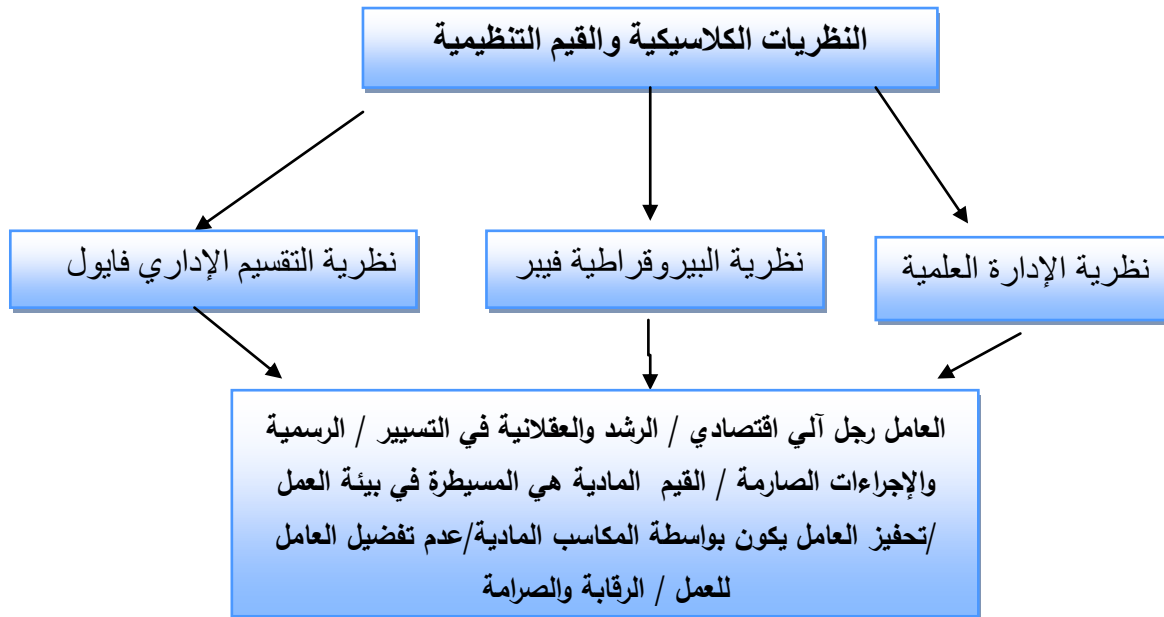 النظريات الكلاسيكية والقيم التنظيمية
نظرية الإدارة العلمية
نظرية البيروقراطية فيبر
نظرية التقسيم الإداري فايول
العامل رجل آلي اقتصادي / الرشد والعقلانية في التسيير / الرسمية
والإجراءات الصارمة / القيم المادية هي المسيطرة في بيئة العمل
/تحفيز العامل يكون بواسطة المكاسب المادية/عدم تفضيل العامل
للعمل / الرقابة والصرامة